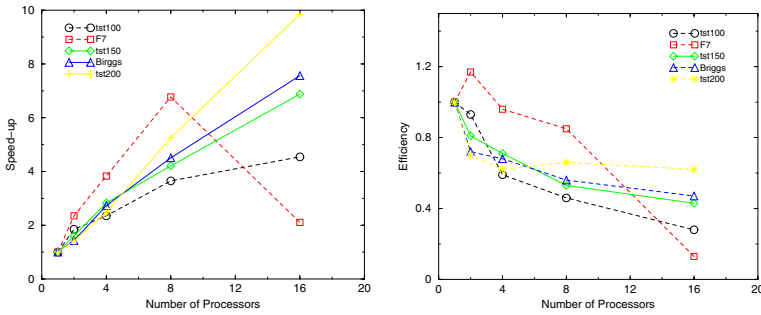 10
8
6
4
2
0
Speed-up
tst100
F7
tst150
Birggs
tst200
0 4 8 12 16 20
Number of Processors
1.2
0.8
0.4
0
Efficiency
tst100
F7
tst150
Briggs
tst200
0 4 8 12 16 20
Number of Processors